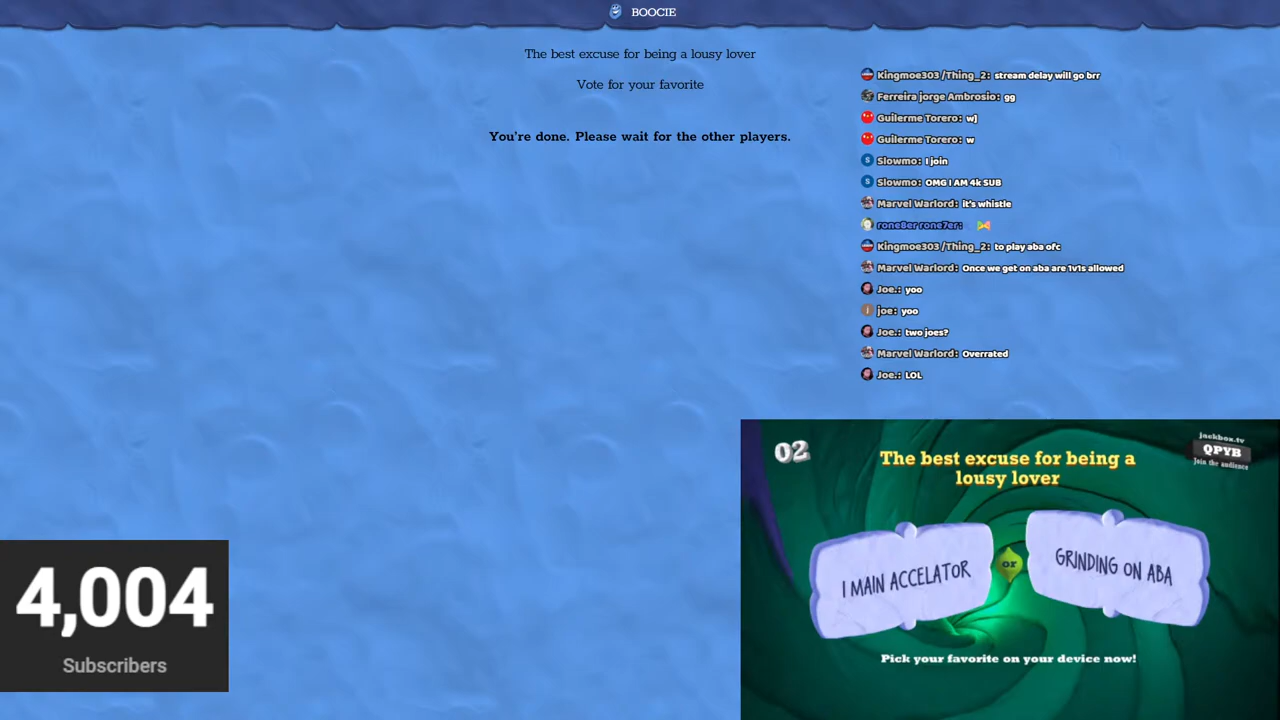 BOOCIE
The best excuse for being a lousy lover
Vote for your favorite
You're done. Please wait for the other players.
Kingmoe303 /Thing_2: stream delay will go brr
Ferreira jorge Ambrosio: gg
Guilerme Torero: w]
Guilerme Torero: w
Slowmo: I join
Slowmo: OMG I AM 4k SUB
Marvel Warlord: it's whistle
rone8er rone7er:
Kingmoe303 /Thing_2: to play aba ofc
Marvel Warlord: Once we get on aba are 1v1s allowed
Joe.: yoo
joe: yoo
Joe.: two joes?
Marvel Warlord: Overrated
Joe.: LOL
02
The best excuse for being a
lousy lover
jackbox.tv
QPYB
Join the audience
I MAIN ACCELATOR
or
GRINDING ON ABA
Pick your favorite on your device now!
4,004
Subscribers